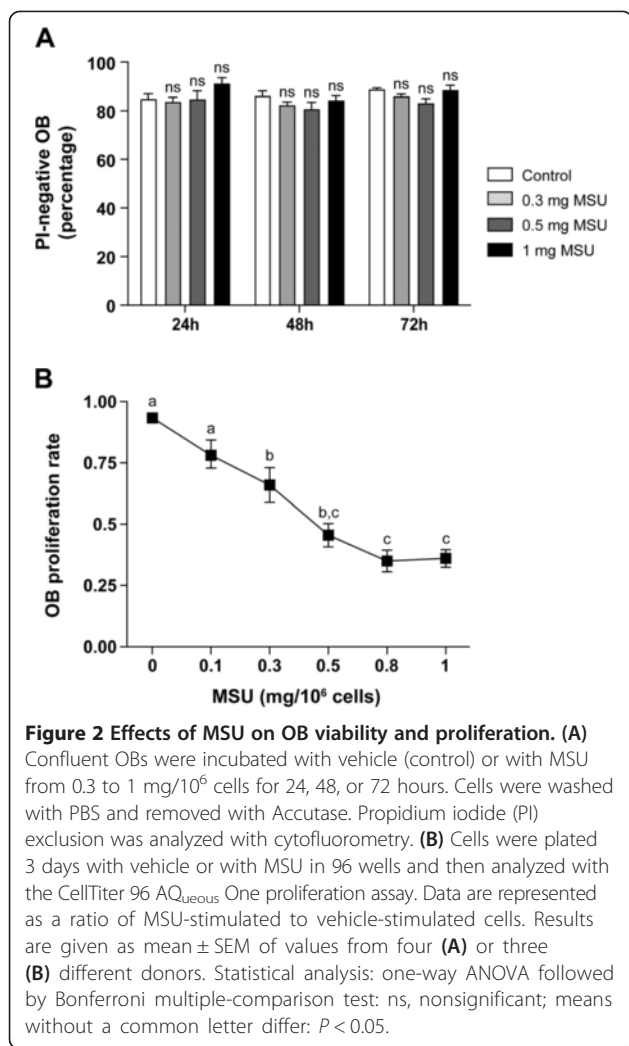 A
PI-negative OB
(percentage)
100
80
60
40
20
0
ns ns ns
ns ns ns
ns ns ns
24h 48h 72h
Control
0.3 mg MSU
0.5 mg MSU
1 mg MSU
B
OB proliferation rate
1.00
0.75
0.5
0.25
0.00
a a b b,c c c
0 0.1 0.3 0.5 0.8 1
MSU (mg/10⁶ cells)
Figure 2 Effects of MSU on OB viability and proliferation. (A)
Confluent OBs were incubated with vehicle (control) or with MSU
from 0.3 to 1 mg/10⁶ cells for 24, 48, or 72 hours. Cells were washed
with PBS and removed with Accutase. Propidium iodide (PI)
exclusion was analyzed with cytofluorometry. (B) Cells were plated
3 days with vehicle or with MSU in 96 wells and then analyzed with
the CellTiter 96 AQueous One proliferation assay. Data are represented
as a ratio of MSU-stimulated to vehicle-stimulated cells. Results
are given as mean ± SEM of values from four (A) or three
(B) different donors. Statistical analysis: one-way ANOVA followed
by Bonferroni multiple-comparison test: ns, nonsignificant; means
without a common letter differ: P < 0.05.